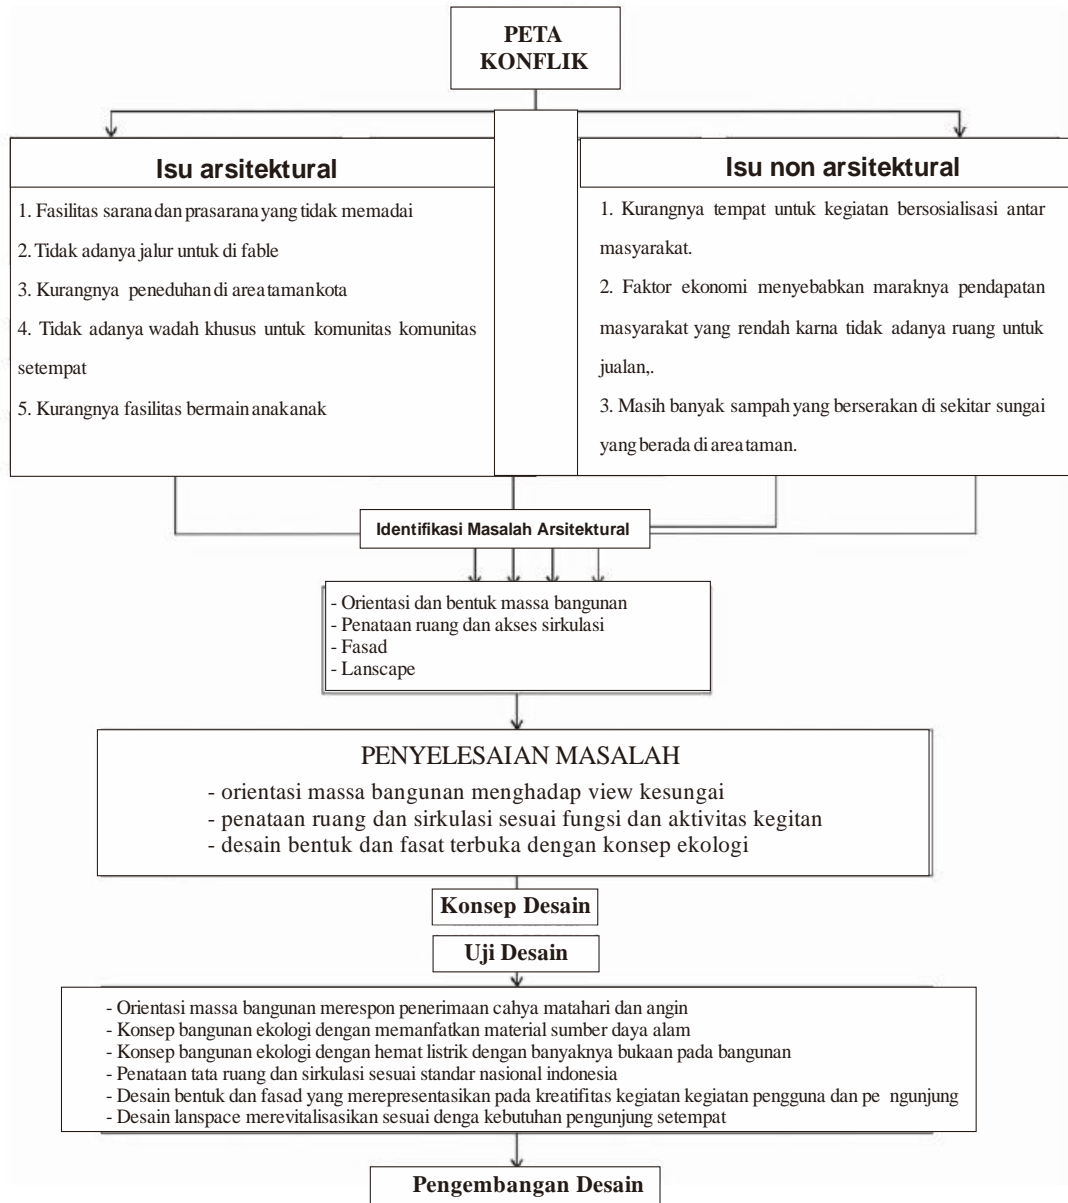 PETA
KONFLIK
Isu arsitektural
1. Fasilitas sarana dan prasarana yang tidak memadai
2. Tidak adanya jalur untuk di fable
3. Kurangnya peneduhan di area taman kota
4. Tidak adanya wadah khusus untuk komunitas komunitas
setempat
5. Kurangnya fasilitas bermain anak anak
Isu non arsitektural
1. Kurangnya tempat untuk kegiatan bersosialisasi antar
masyarakat.
2. Faktor ekonomi menyebabkan maraknya pendapatan
masyarakat yang rendah karna tidak adanya ruang untuk
jualan,.
3. Masih banyak sampah yang berserakan di sekitar sungai
yang berada di area taman.
Identifikasi Masalah Arsitektural
- Orientasi dan bentuk massa bangunan
- Penataan ruang dan akses sirkulasi
- Fasad
- Lanscape
PENYELESAIAN MASALAH
- orientasi massa bangunan menghadap view kesungai
- penataan ruang dan sirkulasi sesuai fungsi dan aktivitas kegitan
- desain bentuk dan fasat terbuka dengan konsep ekologi
Konsep Desain
Uji Desain
- Orientasi massa bangunan merespon penerimaan cahya matahari dan angin
- Konsep bangunan ekologi dengan memanfatkan material sumber daya alam
- Konsep bangunan ekologi dengan hemat listrik dengan banyaknya bukaan pada bangunan
- Penataan tata ruang dan sirkulasi sesuai standar nasional indonesia
- Desain bentuk dan fasad yang merepresentasikan pada kreatifitas kegiatan kegiatan pengguna dan pe ngunjung
- Desain lanspace merevitalisasikan sesuai denga kebutuhan pengunjung setempat
Pengembangan Desain